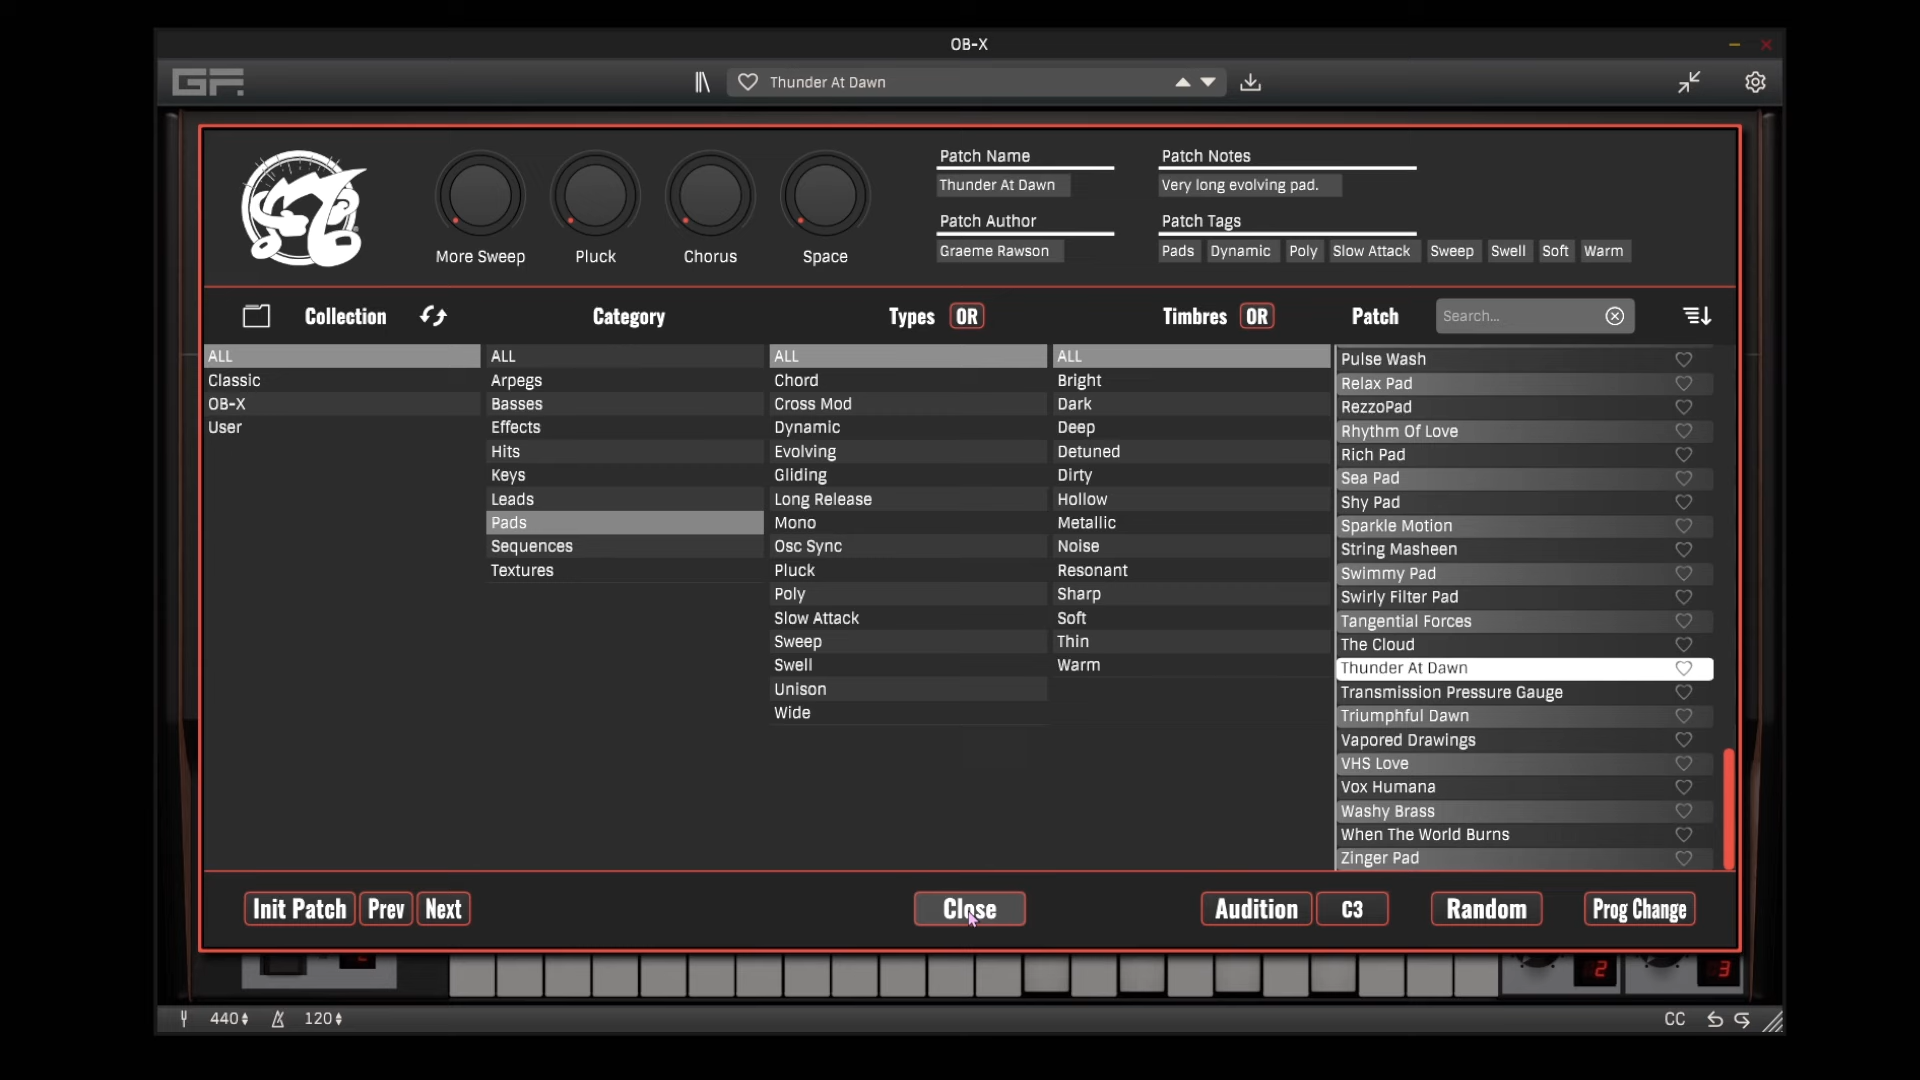 OB-X
GF.
Thunder At Dawn
More Sweep
Pluck
Chorus
Space
Patch Name
Thunder At Dawn
Patch Author
Graeme Rawson
Patch Notes
Very long evolving pad.
Patch Tags
Pads Dynamic Poly Slow Attack Sweep Swell Soft Warm
Collection
Category
Types OR
Timbres OR
Patch
Search...
ALL
Classic
OB-X
User
ALL
Arpegs
Basses
Effects
Hits
Keys
Leads
Pads
Sequences
Textures
ALL
Chord
Cross Mod
Dynamic
Evolving
Gliding
Long Release
Mono
Osc Sync
Pluck
Poly
Slow Attack
Sweep
Swell
Unison
Wide
ALL
Bright
Dark
Deep
Detuned
Dirty
Hollow
Metallic
Noise
Resonant
Sharp
Soft
Thin
Warm
Pulse Wash
Relax Pad
RezzoPad
Rhythm Of Love
Rich Pad
Sea Pad
Shy Pad
Sparkle Motion
String Masheen
Swimmy Pad
Swirly Filter Pad
Tangential Forces
The Cloud
Thunder At Dawn
Transmission Pressure Gauge
Triumphful Dawn
Vapored Drawings
VHS Love
Vox Humana
Washy Brass
When The World Burns
Zinger Pad
Init Patch Prev Next
Close
Audition C3
Random
Prog Change
2
3
440
120
CC